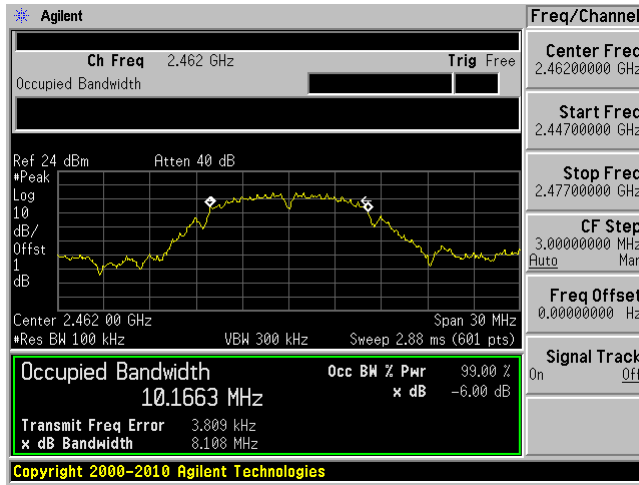 Agilent
Freq/Channel
Ch Freq 2.462 GHz Trig Free
Occupied Bandwidth
Center Freq
2.46200000 GHz
Start Freq
2.44700000 GHz
Stop Freq
2.47700000 GHz
CF Step
3.00000000 MHz
Auto Man
Freq Offset
0.00000000 Hz
Signal Track
On Off
Ref 24 dBm Atten 40 dB
#Peak
Log
10
dB/
Offst
1
dB
Center 2.462 00 GHz Span 30 MHz
#Res BW 100 kHz VBW 300 kHz Sweep 2.88 ms (601 pts)
Occupied Bandwidth Occ BW % Pwr 99.00 %
10.1663 MHz x dB -6.00 dB
Transmit Freq Error 3.809 kHz
x dB Bandwidth 8.108 MHz
Copyright 2000-2010 Agilent Technologies